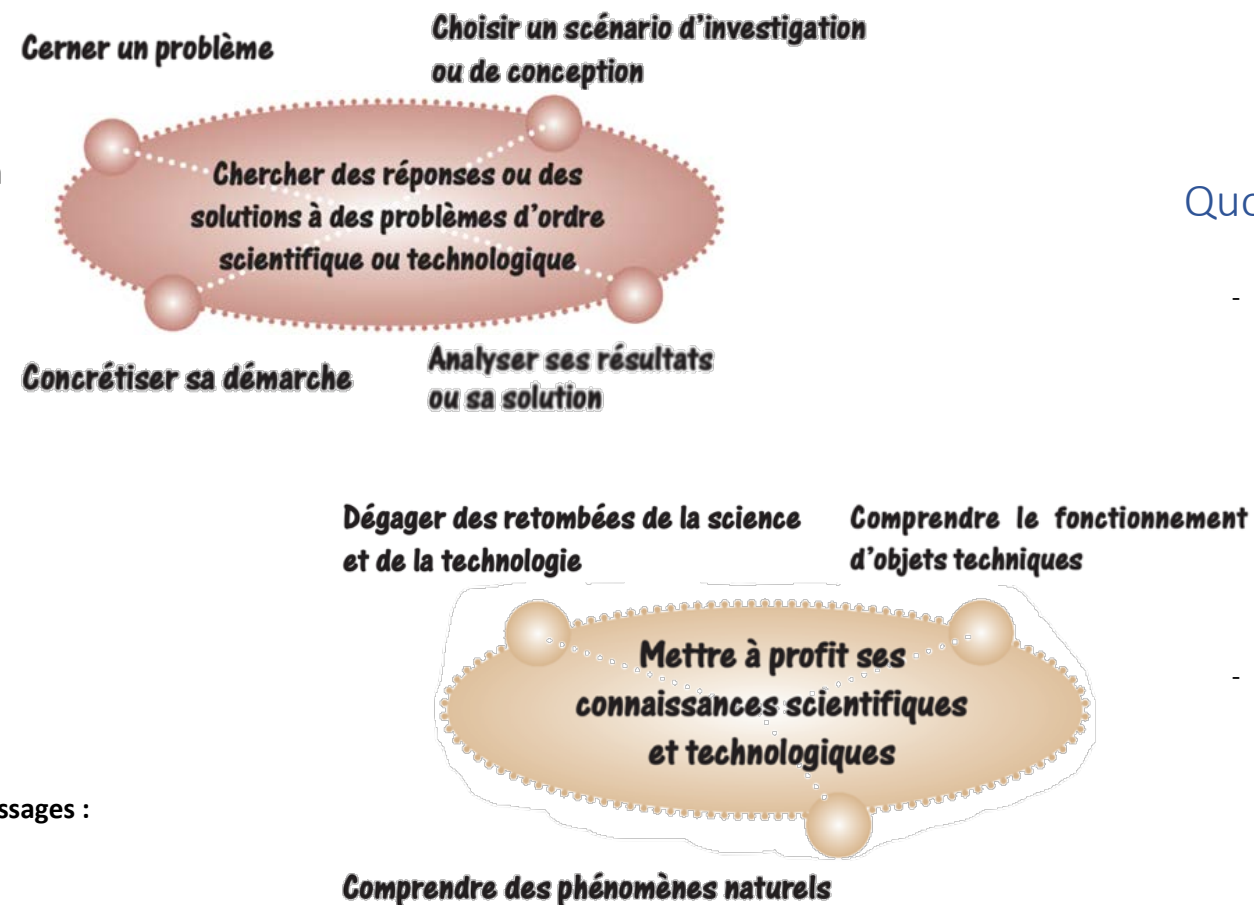 Cerner un problème
Choisir un scénario d'investigation
ou de conception
Chercher des réponses ou des
solutions à des problèmes d'ordre
scientifique ou technologique
Concrétiser sa démarche
Analyser ses résultats
ou sa solution
-
Dégager des retombées de la science
et de la technologie
Comprendre le fonctionnement
d'objets techniques
Mettre à profit ses
connaissances scientifiques
et technologiques
-
ssages :
Comprendre des phénomènes naturels